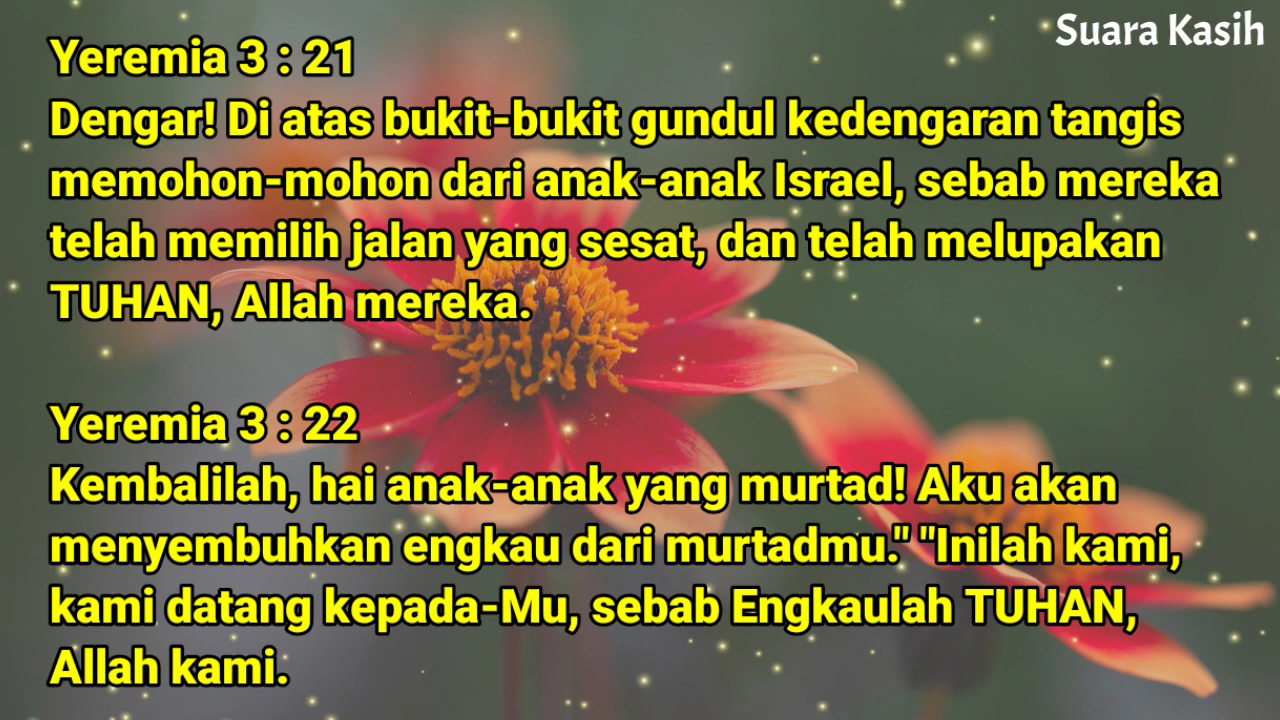 Suara Kasih
Yeremia 3 : 21
Dengar! Di atas bukit-bukit gundul kedengaran tangis
memohon-mohon dari anak-anak Israel, sebab mereka
telah memilih jalan yang sesat, dan telah melupakan
TUHAN, Allah mereka.
Yeremia 3 : 22
Kembalilah, hai anak-anak yang murtad! Aku akan
menyembuhkan engkau dari murtadmu." "Inilah kami,
kami datang kepada-Mu, sebab Engkaulah TUHAN,
Allah kami.